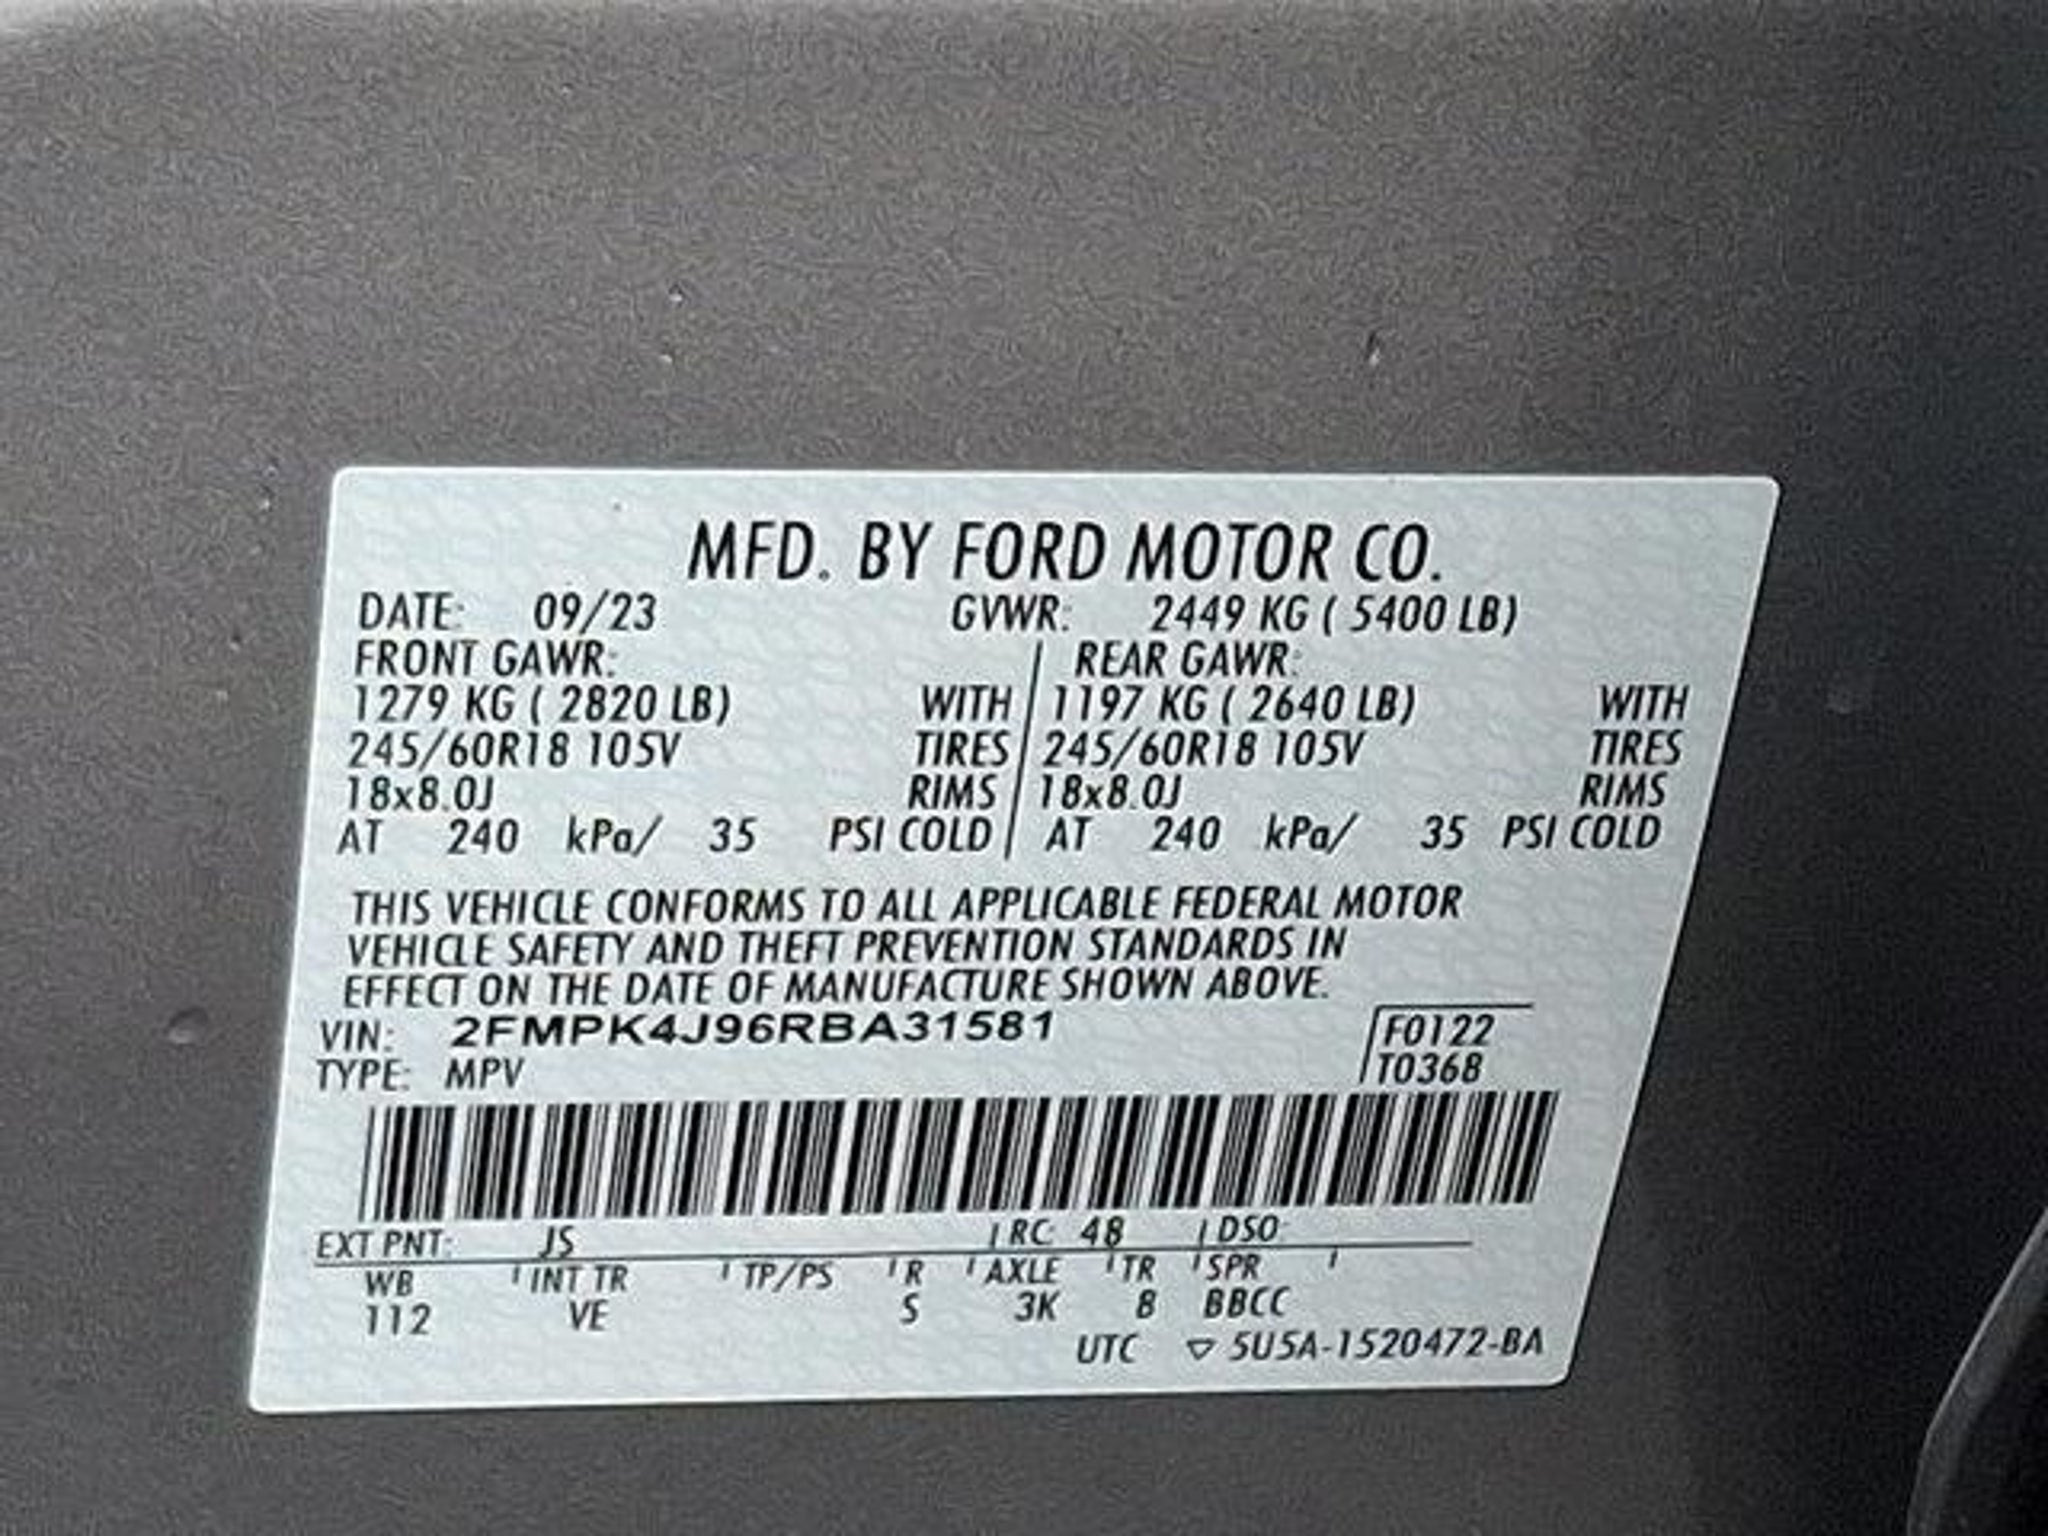 MFD. BY FORD MOTOR CO.
DATE: 09/23 GVWR: 2449 KG ( 5400 LB)
FRONT GAWR: REAR GAWR:
1279 KG ( 2820 LB) WITH 1197 KG ( 2640 LB) WITH
245/60R18 105V TIRES 245/60R18 105V TIRES
18x8.0J RIMS 18x8.0J RIMS
AT 240 kPa/ 35 PSI COLD AT 240 kPa/ 35 PSI COLD
THIS VEHICLE CONFORMS TO ALL APPLICABLE FEDERAL MOTOR
VEHICLE SAFETY AND THEFT PREVENTION STANDARDS IN
EFFECT ON THE DATE OF MANUFACTURE SHOWN ABOVE.
VIN: 2FMPK4J96RBA31581 F0122
TYPE: MPV T0368
EXT PNT: JS RC: 48 DSO:
WB INT TR TP/PS R AXLE TR SPR
112 VE S 3K 8 BBCC
UTC ▽ 5U5A-1520472-BA